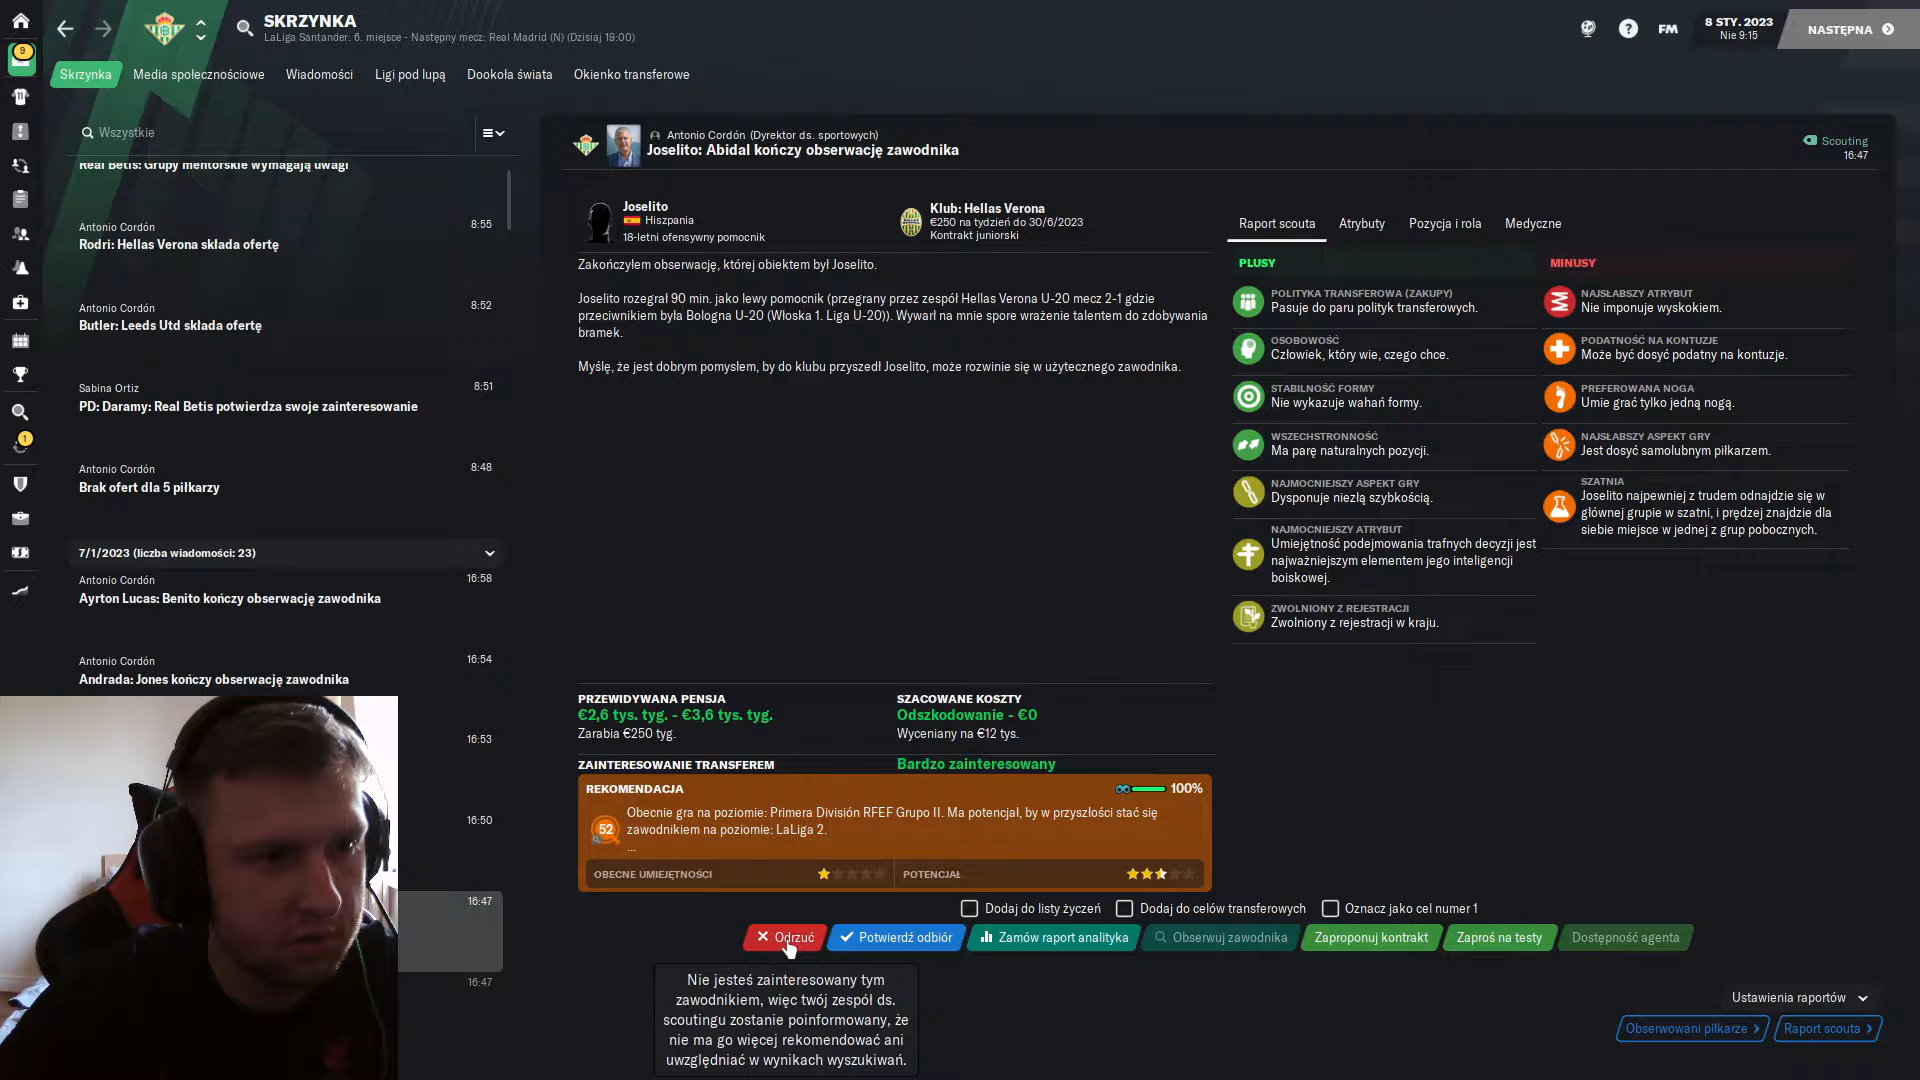 SKRZYNKA
LaLiga Santander: 6. miejsce - Następny mecz: Real Madrid (N) (Dzisiaj 19:00)
FM
8 STY. 2023
Nie 9:15
NASTĘPNA
9
Skrzynka
Media społecznościowe
Wiadomości
Ligi pod lupą
Dookoła świata
Okienko transferowe
Wszystkie
Real Betis: Grupy mentorskie wymagają uwagi
Antonio Cordón
8:55
Rodri: Hellas Verona składa ofertę
Antonio Cordón
8:52
Butler: Leeds Utd składa ofertę
Sabina Ortiz
8:51
PD: Daramy: Real Betis potwierdza swoje zainteresowanie
1
Antonio Cordón
8:48
Brak ofert dla 5 piłkarzy
7/1/2023 (liczba wiadomości: 23)
Antonio Cordón
16:58
Ayrton Lucas: Benito kończy obserwację zawodnika
Antonio Cordón
16:54
Andrada: Jones kończy obserwację zawodnika
16:53
16:50
16:47
16:47
Antonio Cordón (Dyrektor ds. sportowych)
Joselito: Abidal kończy obserwację zawodnika
Scouting
16:47
Joselito
Hiszpania
18-letni ofensywny pomocnik
Klub: Hellas Verona
€250 na tydzień do 30/6/2023
Kontrakt juniorski
Zakończyłem obserwację, której obiektem był Joselito.
Joselito rozegrał 90 min. jako lewy pomocnik (przegrany przez zespół Hellas Verona U-20 mecz 2-1 gdzie
przeciwnikiem była Bologna U-20 (Włoska 1. Liga U-20)). Wywarł na mnie spore wrażenie talentem do zdobywania
bramek.
Myślę, że jest dobrym pomysłem, by do klubu przyszedł Joselito, może rozwinie się w użytecznego zawodnika.
PRZEWIDYWANA PENSJA
€2,6 tys. tyg. - €3,6 tys. tyg.
Zarabia €250 tyg.
SZACOWANE KOSZTY
Odszkodowanie - €0
Wyceniany na €12 tys.
ZAINTERESOWANIE TRANSFEREM
Bardzo zainteresowany
REKOMENDACJA
100%
52
Obecnie gra na poziomie: Primera División RFEF Grupo II. Ma potencjał, by w przyszłości stać się
zawodnikiem na poziomie: LaLiga 2.
...
OBECNE UMIEJĘTNOŚCI
POTENCJAŁ
Raport scouta
Atrybuty
Pozycja i rola
Medyczne
PLUSY
POLITYKA TRANSFEROWA (ZAKUPY)
Pasuje do paru polityk transferowych.
OSOBOWOŚĆ
Człowiek, który wie, czego chce.
STABILNOŚĆ FORMY
Nie wykazuje wahań formy.
WSZECHSTRONNOŚĆ
Ma parę naturalnych pozycji.
NAJMOCNIEJSZY ASPEKT GRY
Dysponuje niezłą szybkością.
NAJMOCNIEJSZY ATRYBUT
Umiejętność podejmowania trafnych decyzji jest
najważniejszym elementem jego inteligencji
boiskowej.
ZWOLNIONY Z REJESTRACJI
Zwolniony z rejestracji w kraju.
MINUSY
NAJSŁABSZY ATRYBUT
Nie imponuje wyskokiem.
PODATNOŚĆ NA KONTUZJE
Może być dosyć podatny na kontuzje.
PREFEROWANA NOGA
Umie grać tylko jedną nogą.
NAJSŁABSZY ASPEKT GRY
Jest dosyć samolubnym piłkarzem.
SZATNIA
Joselito najpewniej z trudem odnajdzie się w
głównej grupie w szatni, i prędzej znajdzie dla
siebie miejsce w jednej z grup pobocznych.
Dodaj do listy życzeń
Dodaj do celów transferowych
Oznacz jako cel numer 1
Odrzuć
Potwierdź odbiór
Zamów raport analityka
Obserwuj zawodnika
Zaproponuj kontrakt
Zaproś na testy
Dostępność agenta
Nie jesteś zainteresowany tym
zawodnikiem, więc twój zespół ds.
scoutingu zostanie poinformowany, że
nie ma go więcej rekomendować ani
uwzględniać w wynikach wyszukiwań.
Ustawienia raportów
Obserwowani piłkarze
Raport scouta